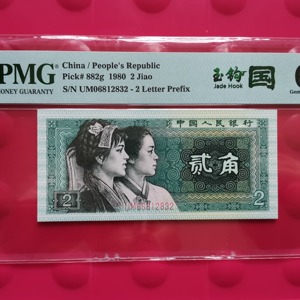 PMG
MONEY GUARANTY
China / People's Republic
Pick# 882g 1980 2 Jiao
S/N UM06812832 - 2 Letter Prefix
玉钩国
Jade Hook
Gem
中国人民银行
贰角
2
2
UM06812832